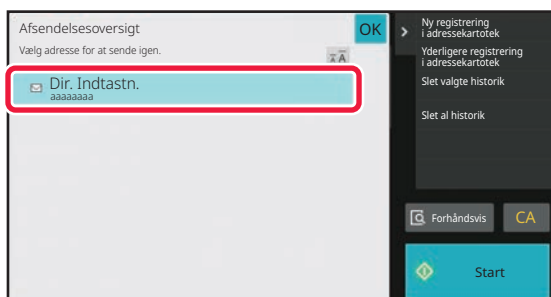 Afsendelsesoversigt
OK
Vælg adresse for at sende igen.
A Ā
Dir. Indtastn.
aaaaaaaa
Ny registrering
i adressekartotek
Yderligere registrering
i adressekartotek
Slet valgte historik
Slet al historik
Forhåndsvis
CA
Start